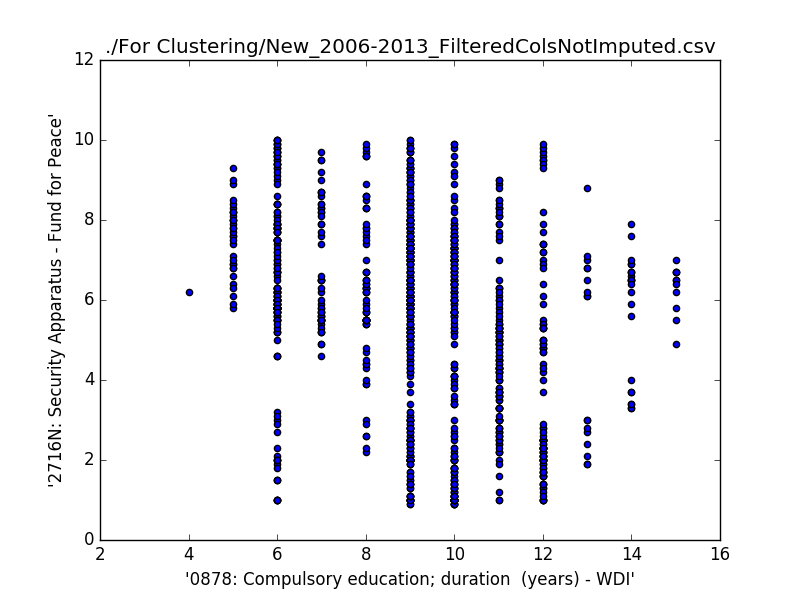 ./For Clustering/New_2006-2013_FilteredColsNotImputed.csv
12
10
8
6
4
2
0
'2716N: Security Apparatus - Fund for Peace'
2 4 6 8 10 12 14 16
'0878: Compulsory education; duration  (years) - WDI'